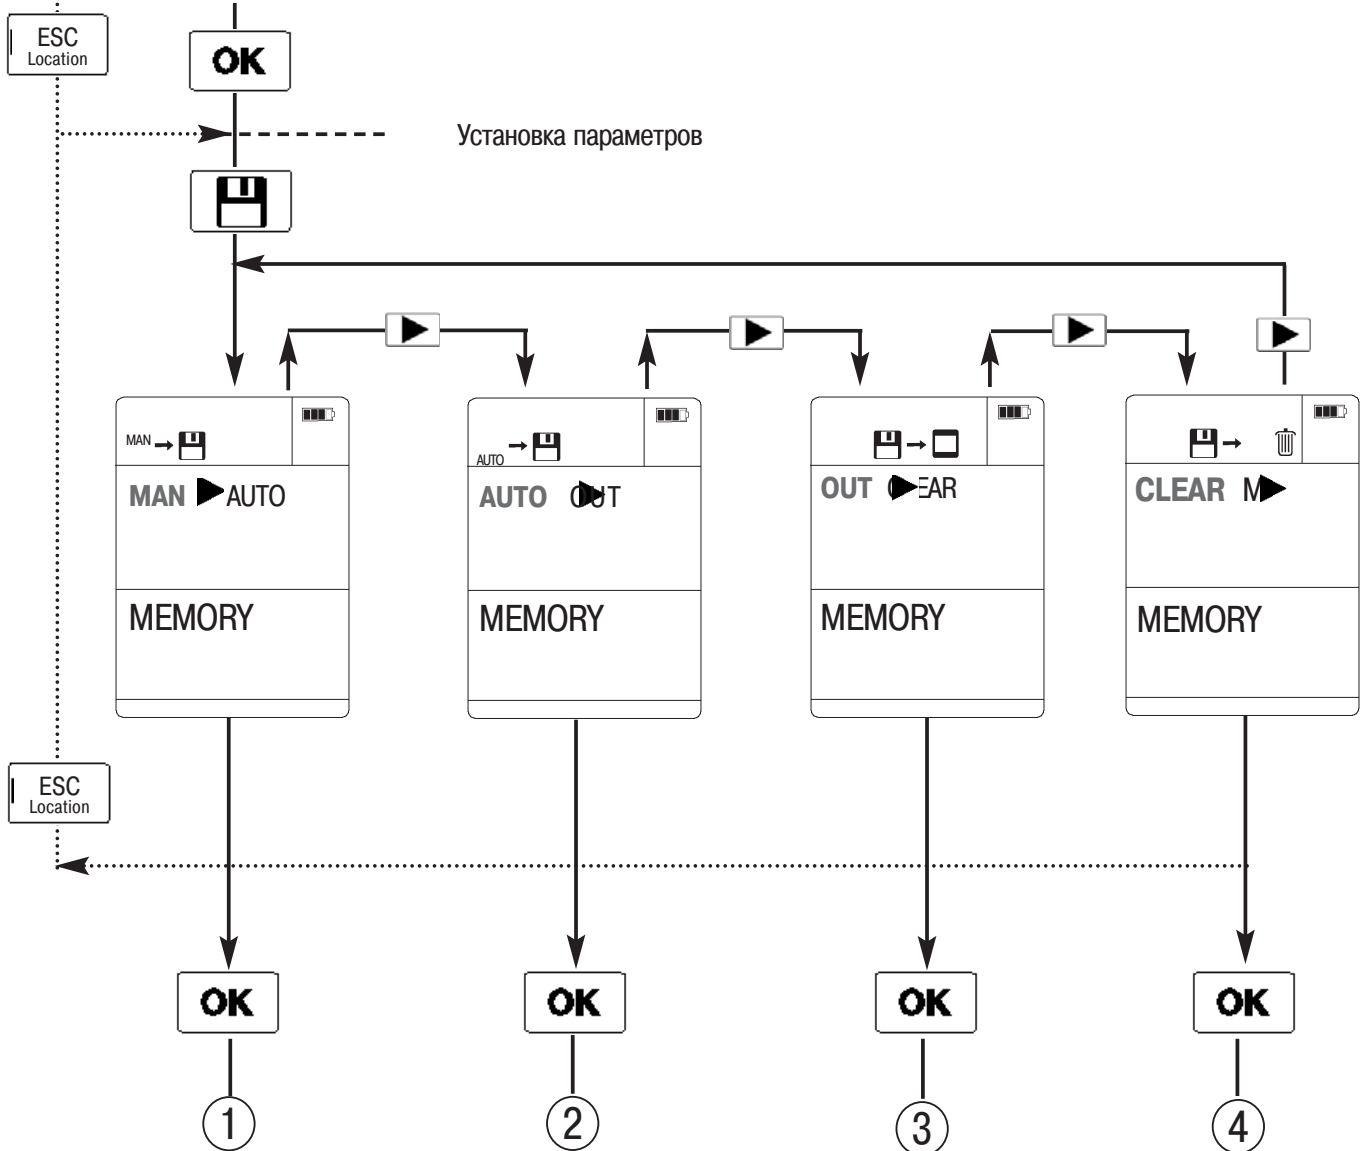 ESC
Location
OK
Установка параметров
MAN
MAN AUTO
MEMORY
AUTO
AUTO OUT
MEMORY
OUT
MEMORY
CLEAR
MEMORY
ESC
Location
OK
OK
OK
OK
1
2
3
4